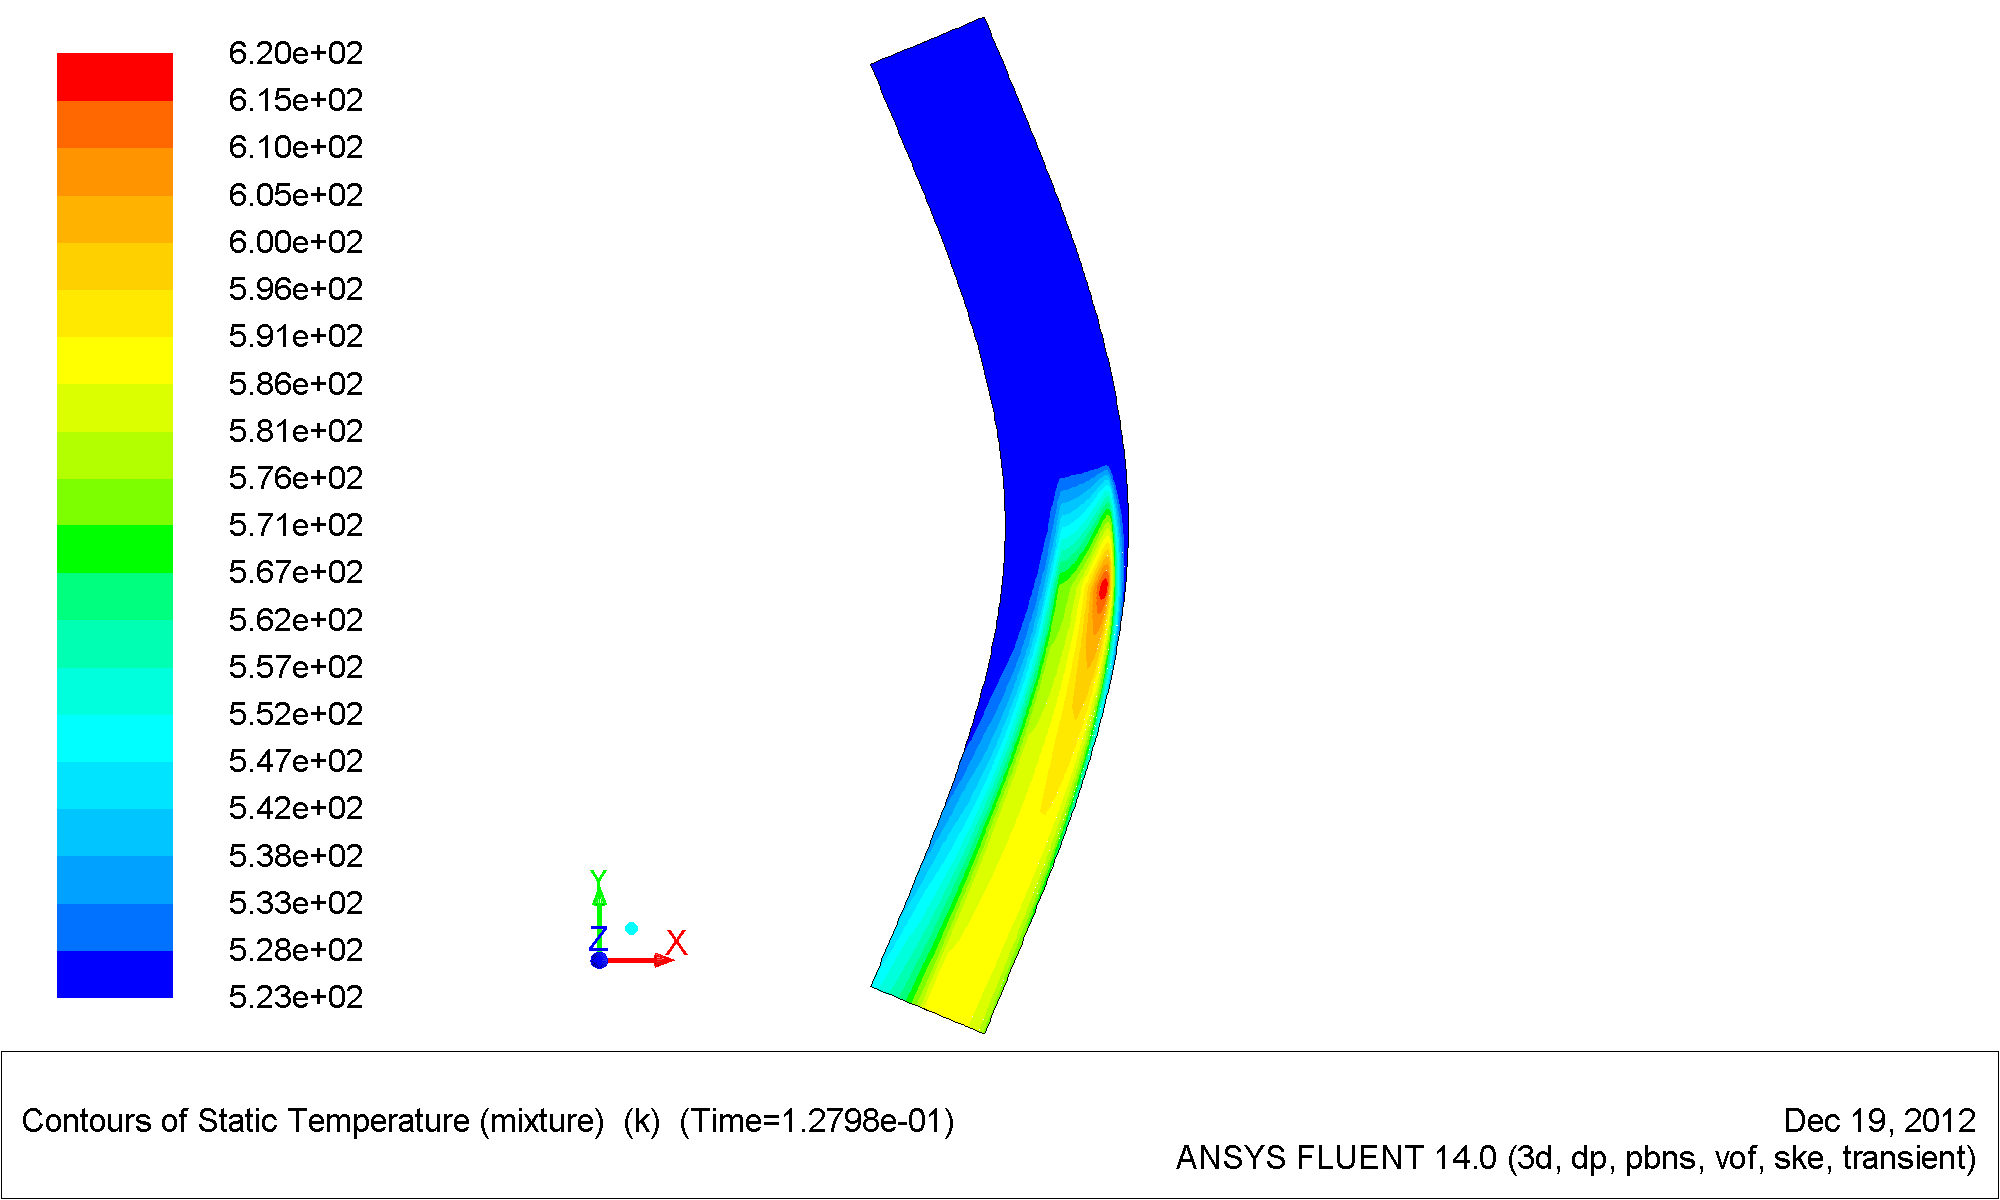 6.20e+02
6.15e+02
6.10e+02
6.05e+02
6.00e+02
5.96e+02
5.91e+02
5.86e+02
5.81e+02
5.76e+02
5.71e+02
5.67e+02
5.62e+02
5.57e+02
5.52e+02
5.47e+02
5.42e+02
5.38e+02
5.33e+02
5.28e+02
5.23e+02
Y
Z
X
Contours of Static Temperature (mixture) (k) (Time=1.2798e-01)
Dec 19, 2012
ANSYS FLUENT 14.0 (3d, dp, pbns, vof, ske, transient)